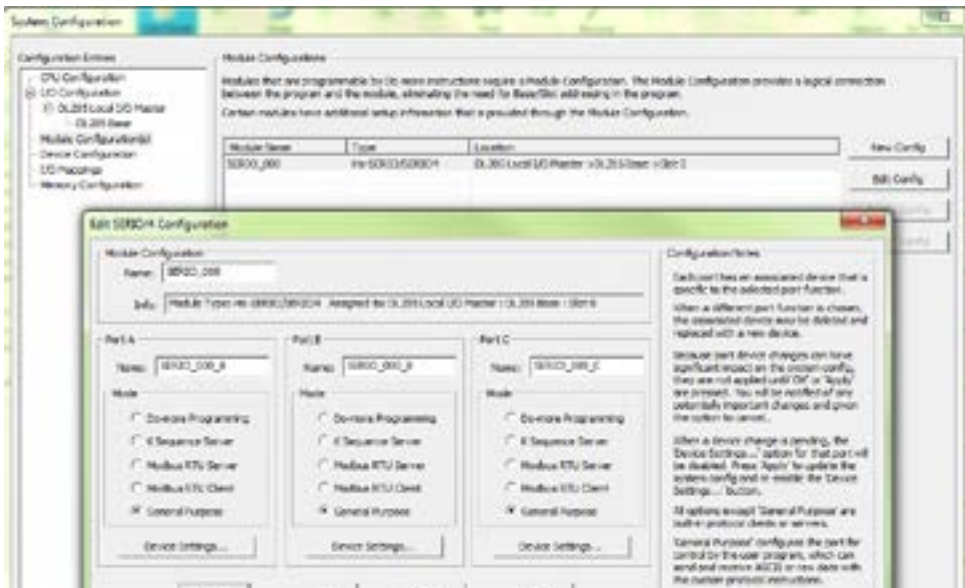 System Configuration
Configuration Entries
CPU Configuration
I/O Configuration
DL205 Local I/O Master
DL205 Base
Module Configuration(s)
Device Configuration
I/O Mappings
Memory Configuration
Module Configurations
Modules that are programmable by Do-more instructions require a Module Configuration. The Module Configuration provides a logical connection
between the program and the module, eliminating the need for Base/Slot addressing in the program.
Certain modules have additional setup information that is provided through the Module Configuration.
Module Name Type Location
SERIO_000 Hx-SERIO/SERIO-4 DL205 Local I/O Master : DL205 Base : Slot
New Config
Edit Config
Config
Config
Edit SERIO/4 Configuration
Module Configuration
Name: SERIO_000
Info: Module Type: Hx-SERIO/SERIO-4 Assigned to: DL205 Local I/O Master : DL205 Base : Slot
Port A
Name: SERIO_000_A
Mode
Do-more Programming
K Sequence Server
Modbus RTU Server
Modbus RTU Client
General Purpose
Device Settings...
Port B
Name: SERIO_000_B
Mode
Do-more Programming
K Sequence Server
Modbus RTU Server
Modbus RTU Client
General Purpose
Device Settings...
Port C
Name: SERIO_000_C
Mode
Do-more Programming
K Sequence Server
Modbus RTU Server
Modbus RTU Client
General Purpose
Device Settings...
Configuration Notes
Each port has an associated device that is
specific to the selected port function.
When a different port function is chosen,
the associated device may be deleted and
replaced with a new device.
Because port device changes can have
significant impact on the system config,
they are not applied until 'OK' or 'Apply'
are pressed. You will be notified of any
potentially important changes and given
the option to cancel.
When a device change is pending, the
'Device Settings...' option for that port will
be disabled. Press 'Apply' to update the
system config and re-enable the 'Device
Settings...' button.
All options except 'General Purpose' are
built-in protocol clients or servers.
'General Purpose' configures the port for
control by the user program, which can
send and receive ASCII or raw data with
the custom protocol instructions.